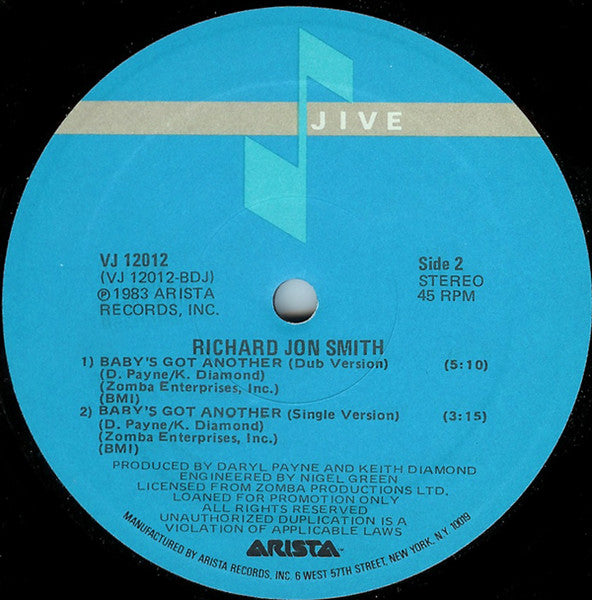 JIVE
VJ 12012
(VJ 12012-BDJ)
℗ 1983 ARISTA
RECORDS, INC.
Side 2
STEREO
45 RPM
RICHARD JON SMITH
1) BABY'S GOT ANOTHER (Dub Version) (5:10)
(D. Payne/K. Diamond)
(Zomba Enterprises, Inc.)
(BMI)
2) BABY'S GOT ANOTHER (Single Version) (3:15)
(D. Payne/K. Diamond)
(Zomba Enterprises, Inc.)
(BMI)
PRODUCED BY DARYL PAYNE AND KEITH DIAMOND
ENGINEERED BY NIGEL GREEN
LICENSED FROM ZOMBA PRODUCTIONS LTD.
LOANED FOR PROMOTION ONLY
ALL RIGHTS RESERVED
UNAUTHORIZED DUPLICATION IS A
VIOLATION OF APPLICABLE LAWS
ARISTA™
MANUFACTURED BY ARISTA RECORDS, INC. 6 WEST 57TH STREET, NEW YORK, N.Y. 10019